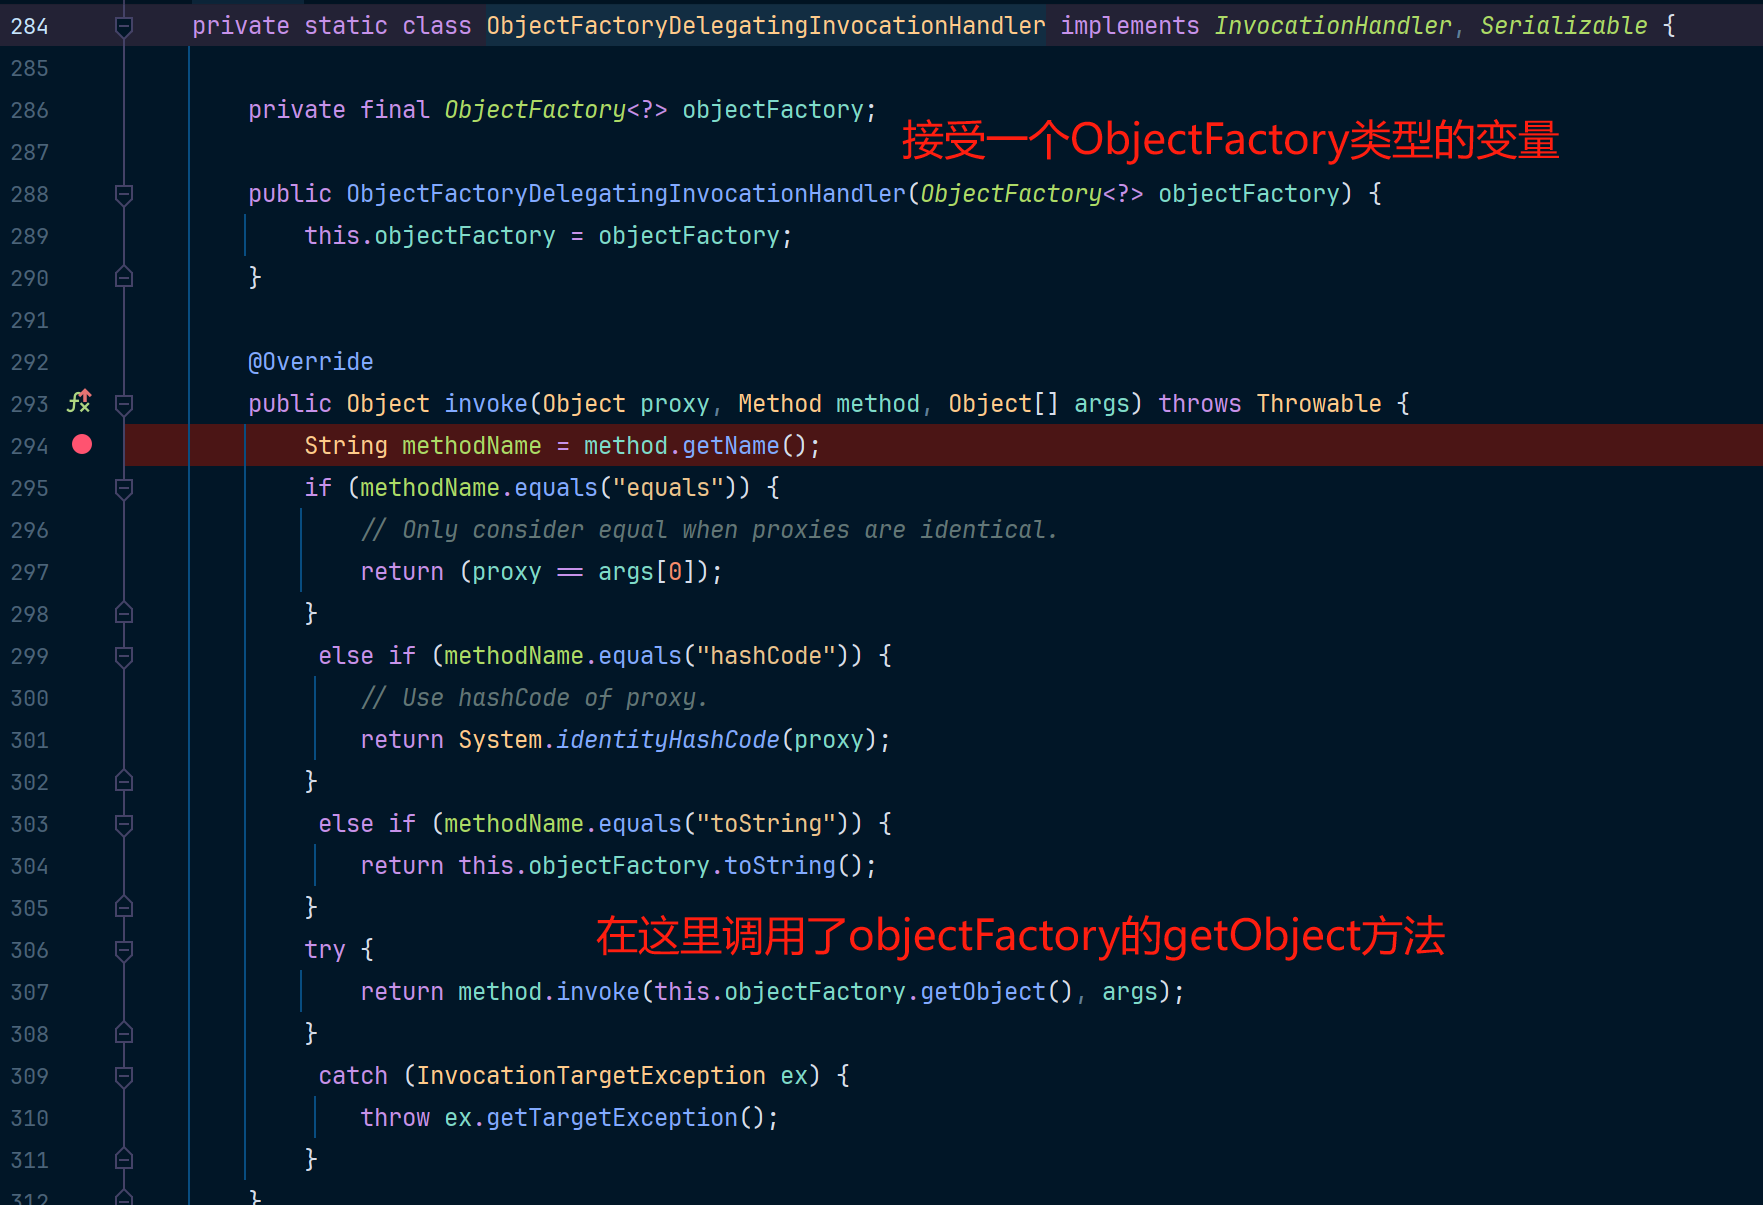 284 private static class ObjectFactoryDelegatingInvocationHandler implements InvocationHandler, Serializable {
285
286 private final ObjectFactory<?> objectFactory;
接受一个ObjectFactory类型的变量
287
288 public ObjectFactoryDelegatingInvocationHandler(ObjectFactory<?> objectFactory) {
289 this.objectFactory = objectFactory;
290 }
291
292 @Override
293 public Object invoke(Object proxy, Method method, Object[] args) throws Throwable {
294 String methodName = method.getName();
295 if (methodName.equals("equals")) {
296 // Only consider equal when proxies are identical.
297 return (proxy == args[0]);
298 }
299 else if (methodName.equals("hashCode")) {
300 // Use hashCode of proxy.
301 return System.identityHashCode(proxy);
302 }
303 else if (methodName.equals("toString")) {
304 return this.objectFactory.toString();
305 }
在这里调用了objectFactory的getObject方法
306 try {
307 return method.invoke(this.objectFactory.getObject(), args);
308 }
309 catch (InvocationTargetException ex) {
310 throw ex.getTargetException();
311 }
312 }